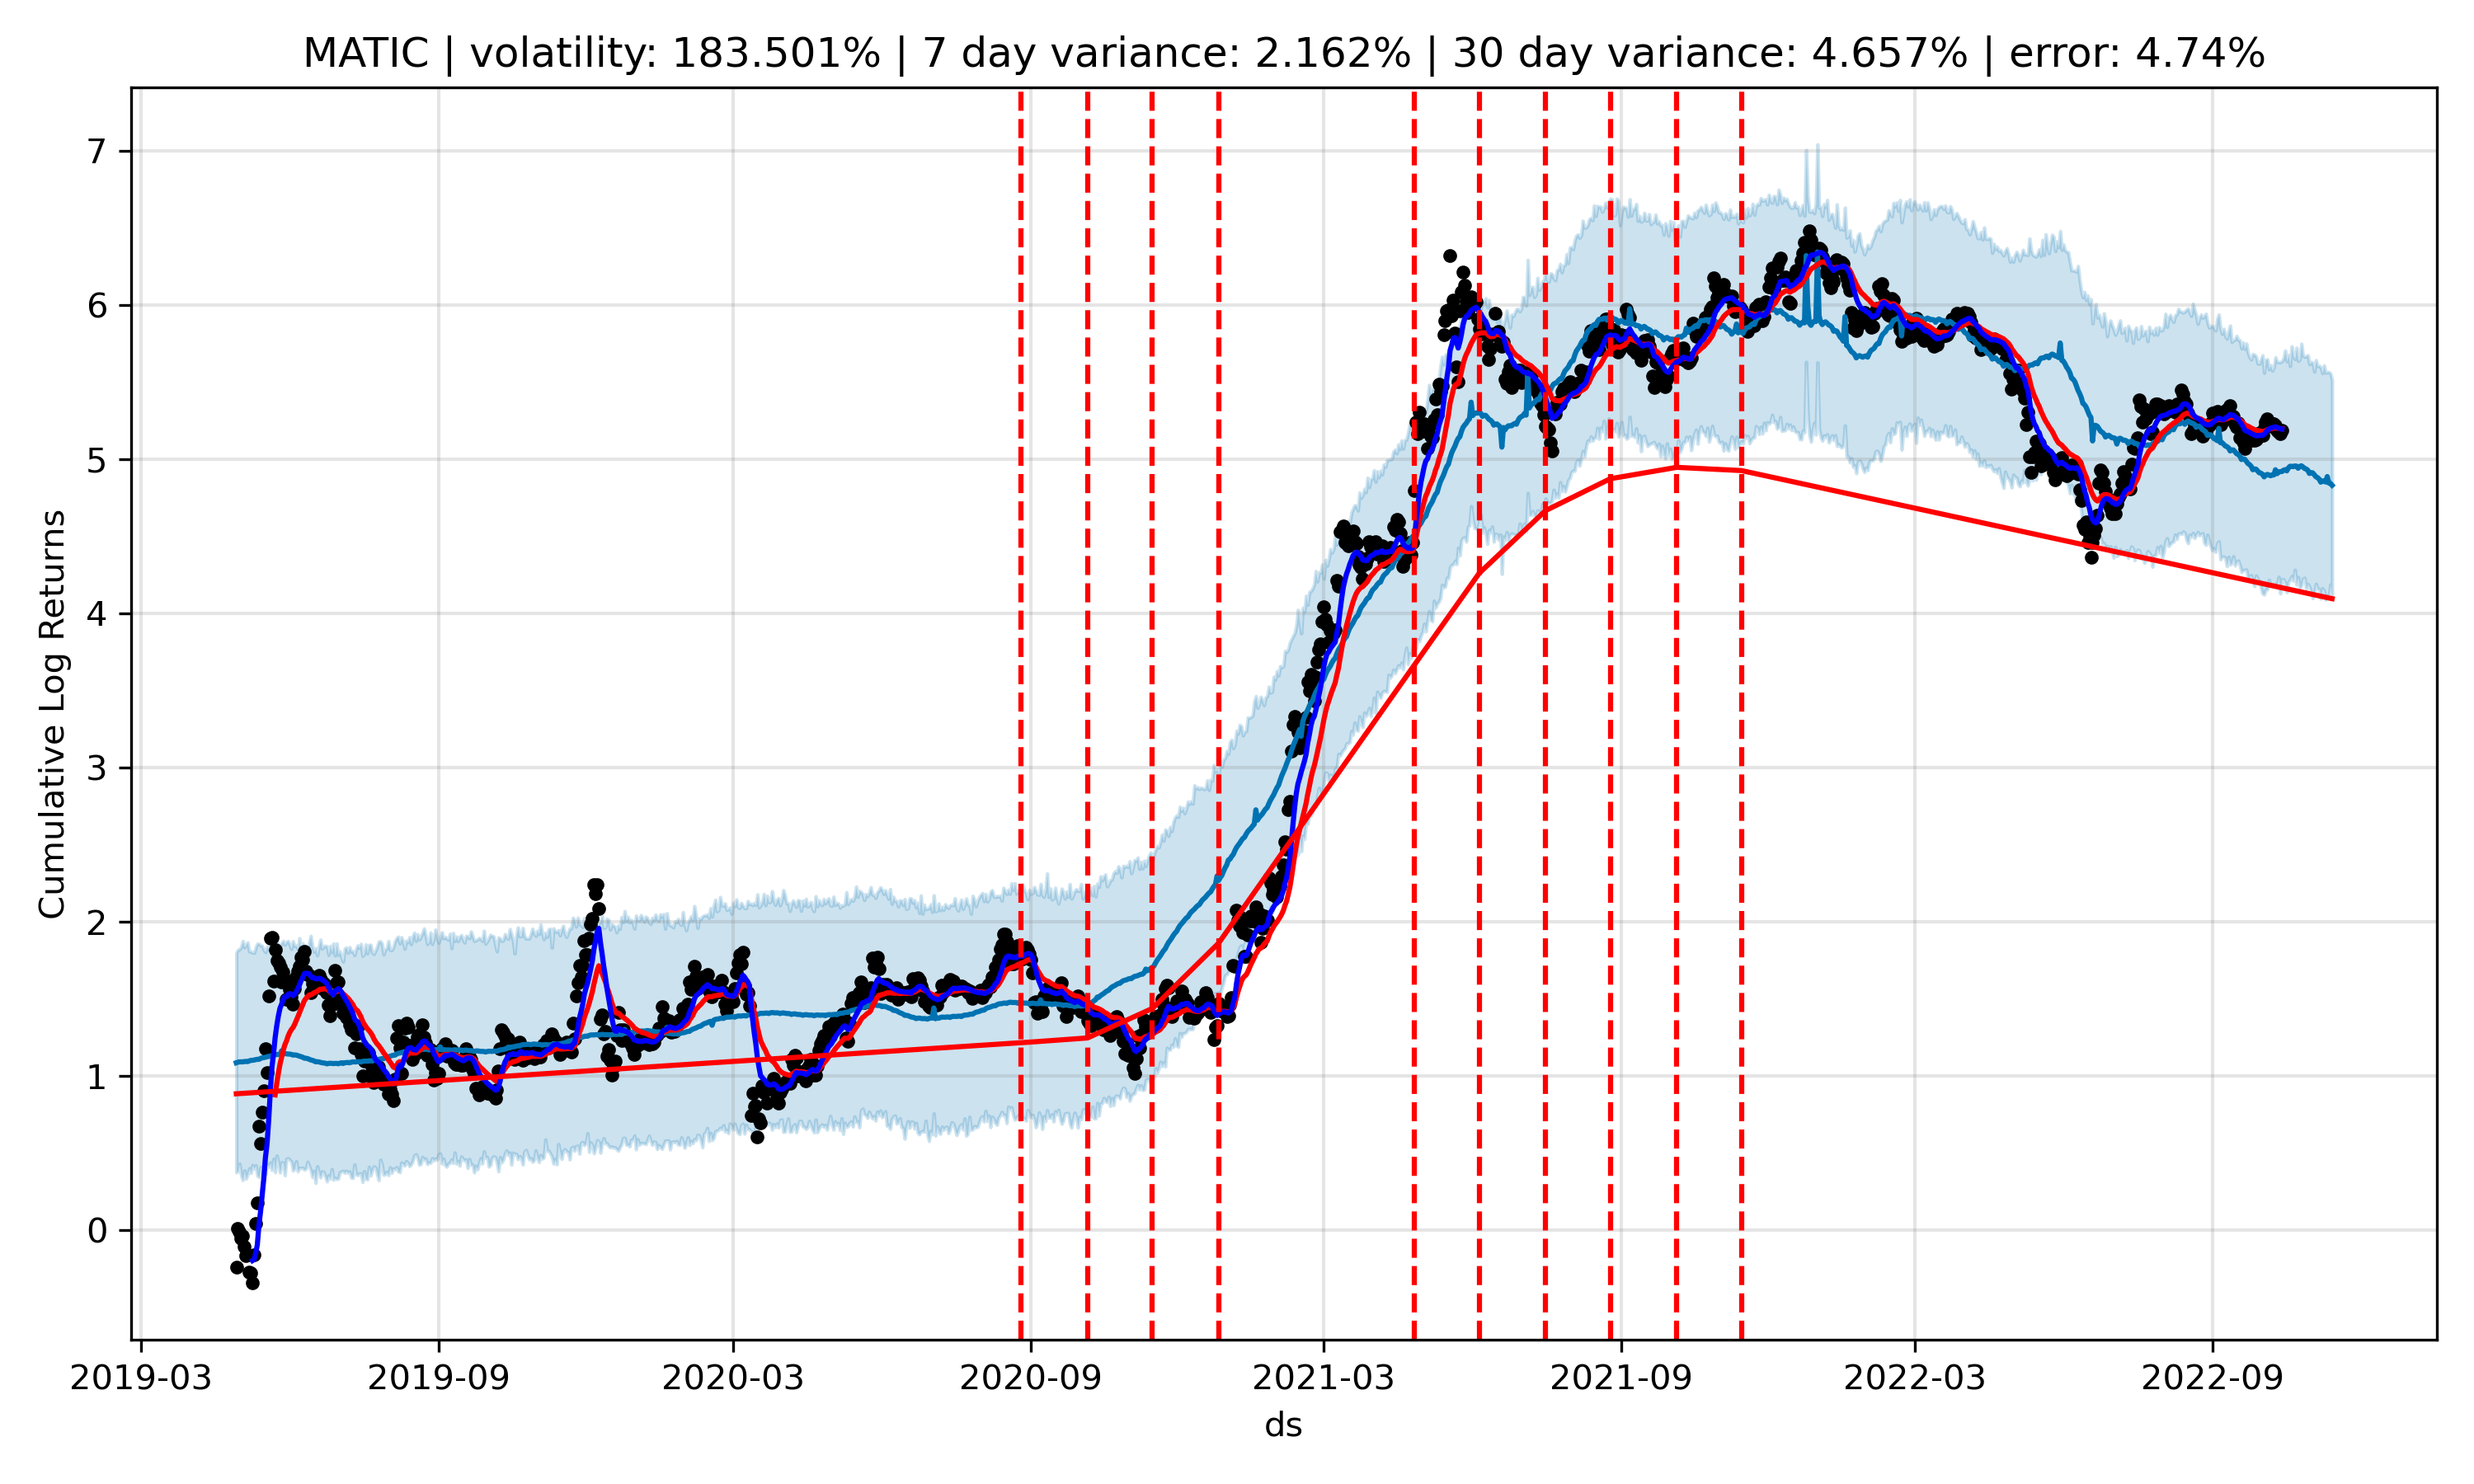 MATIC | volatility: 183.501% | 7 day variance: 2.162% | 30 day variance: 4.657% | error: 4.74%
Cumulative Log Returns
7
6
5
4
3
2
1
0
2019-03 2019-09 2020-03 2020-09 2021-03 2021-09 2022-03 2022-09
ds